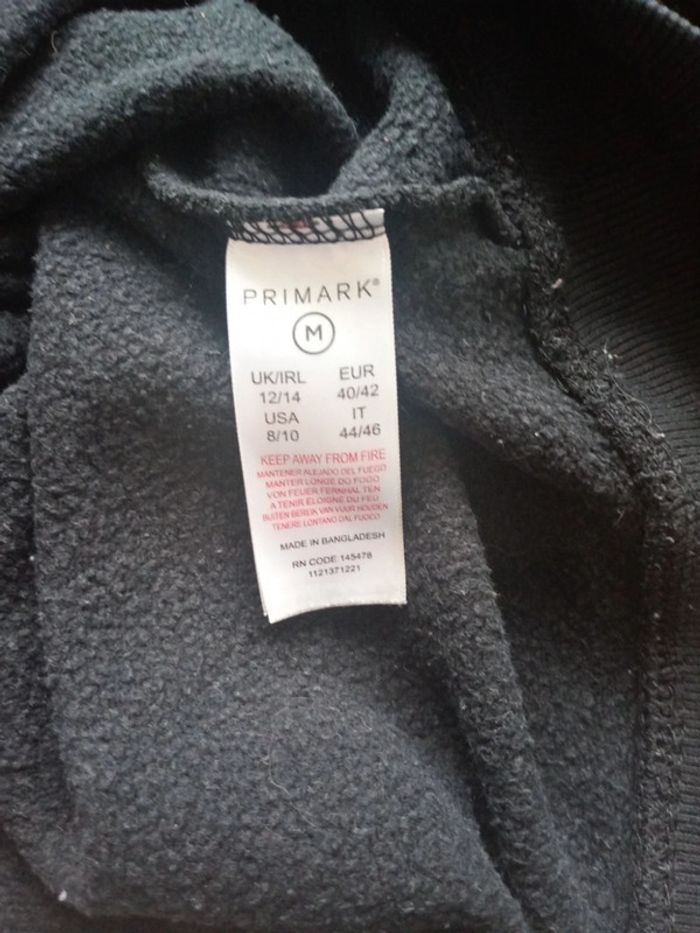 PRIMARK®
M
UK/IRL EUR
12/14 40/42
USA IT
8/10 44/46
KEEP AWAY FROM FIRE
MANTENER ALEJADO DEL FUEGO
MANTER LONGE DO FOGO
VON FEUER FERNHALTEN
A TENIR ÉLOIGNÉ DU FEU
BUITEN BEREIK VAN VUUR HOUDEN
TENERE LONTANO DAL FUOCO
MADE IN BANGLADESH
RN CODE: 145478
1121371221